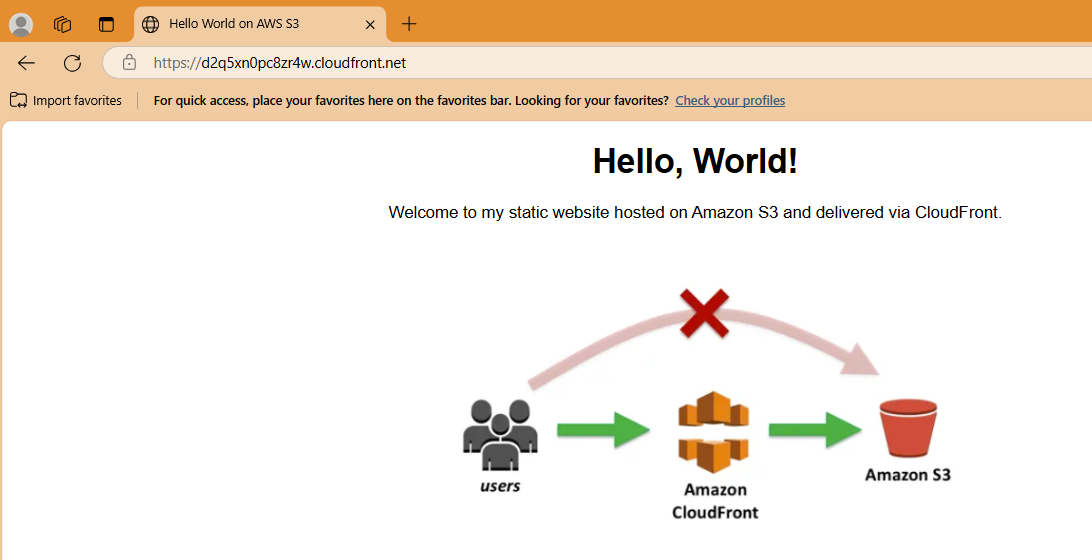 Hello World on AWS S3
https://d2q5xn0pc8zr4w.cloudfront.net
Import favorites
For quick access, place your favorites here on the favorites bar. Looking for your favorites? Check your profiles
Hello, World!
Welcome to my static website hosted on Amazon S3 and delivered via CloudFront.
users
Amazon
CloudFront
Amazon S3